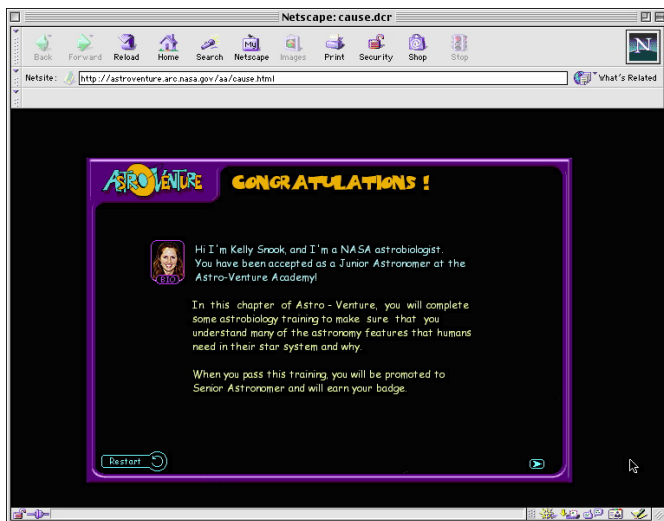 Netscape: cause.dcr
Back Forward Reload Home Search Netscape Images Print Security Shop Stop
My
N
Netsite: http://astroventure.arc.nasa.gov/aa/cause.html What's Related
ASTROVENTURE CONGRATULATIONS !
Hi I'm Kelly Snook, and I'm a NASA astrobiologist.
You have been accepted as a Junior Astronomer at the
Astro-Venture Academy!
BIO
In this chapter of Astro - Venture, you will complete
some astrobiology training to make sure that you
understand many of the astronomy features that humans
need in their star system and why.
When you pass this training, you will be promoted to
Senior Astronomer and will earn your badge.
Restart